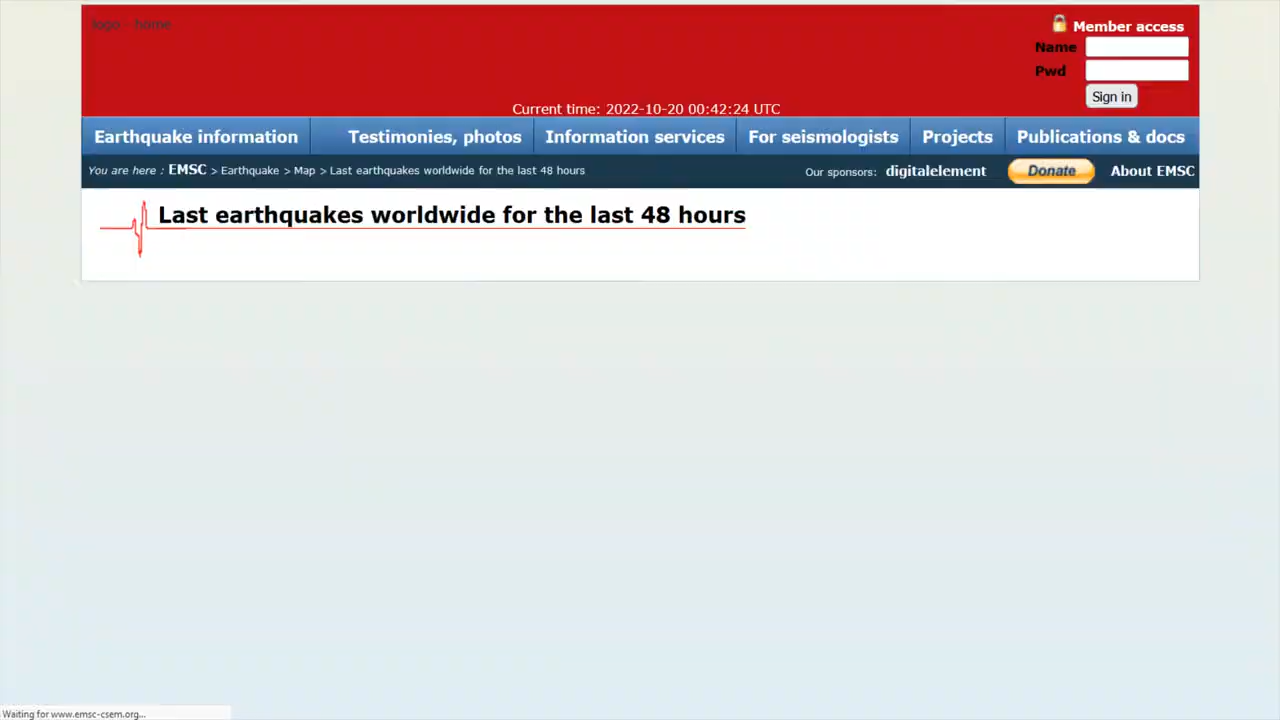 logo - home
Member access
Name
Pwd
Sign in
Current time: 2022-10-20 00:42:24 UTC
Earthquake information
Testimonies, photos
Information services
For seismologists
Projects
Publications & docs
You are here : EMSC > Earthquake > Map > Last earthquakes worldwide for the last 48 hours
Our sponsors: digitalelement
Donate
About EMSC
Last earthquakes worldwide for the last 48 hours
Waiting for www.emsc-csem.org...